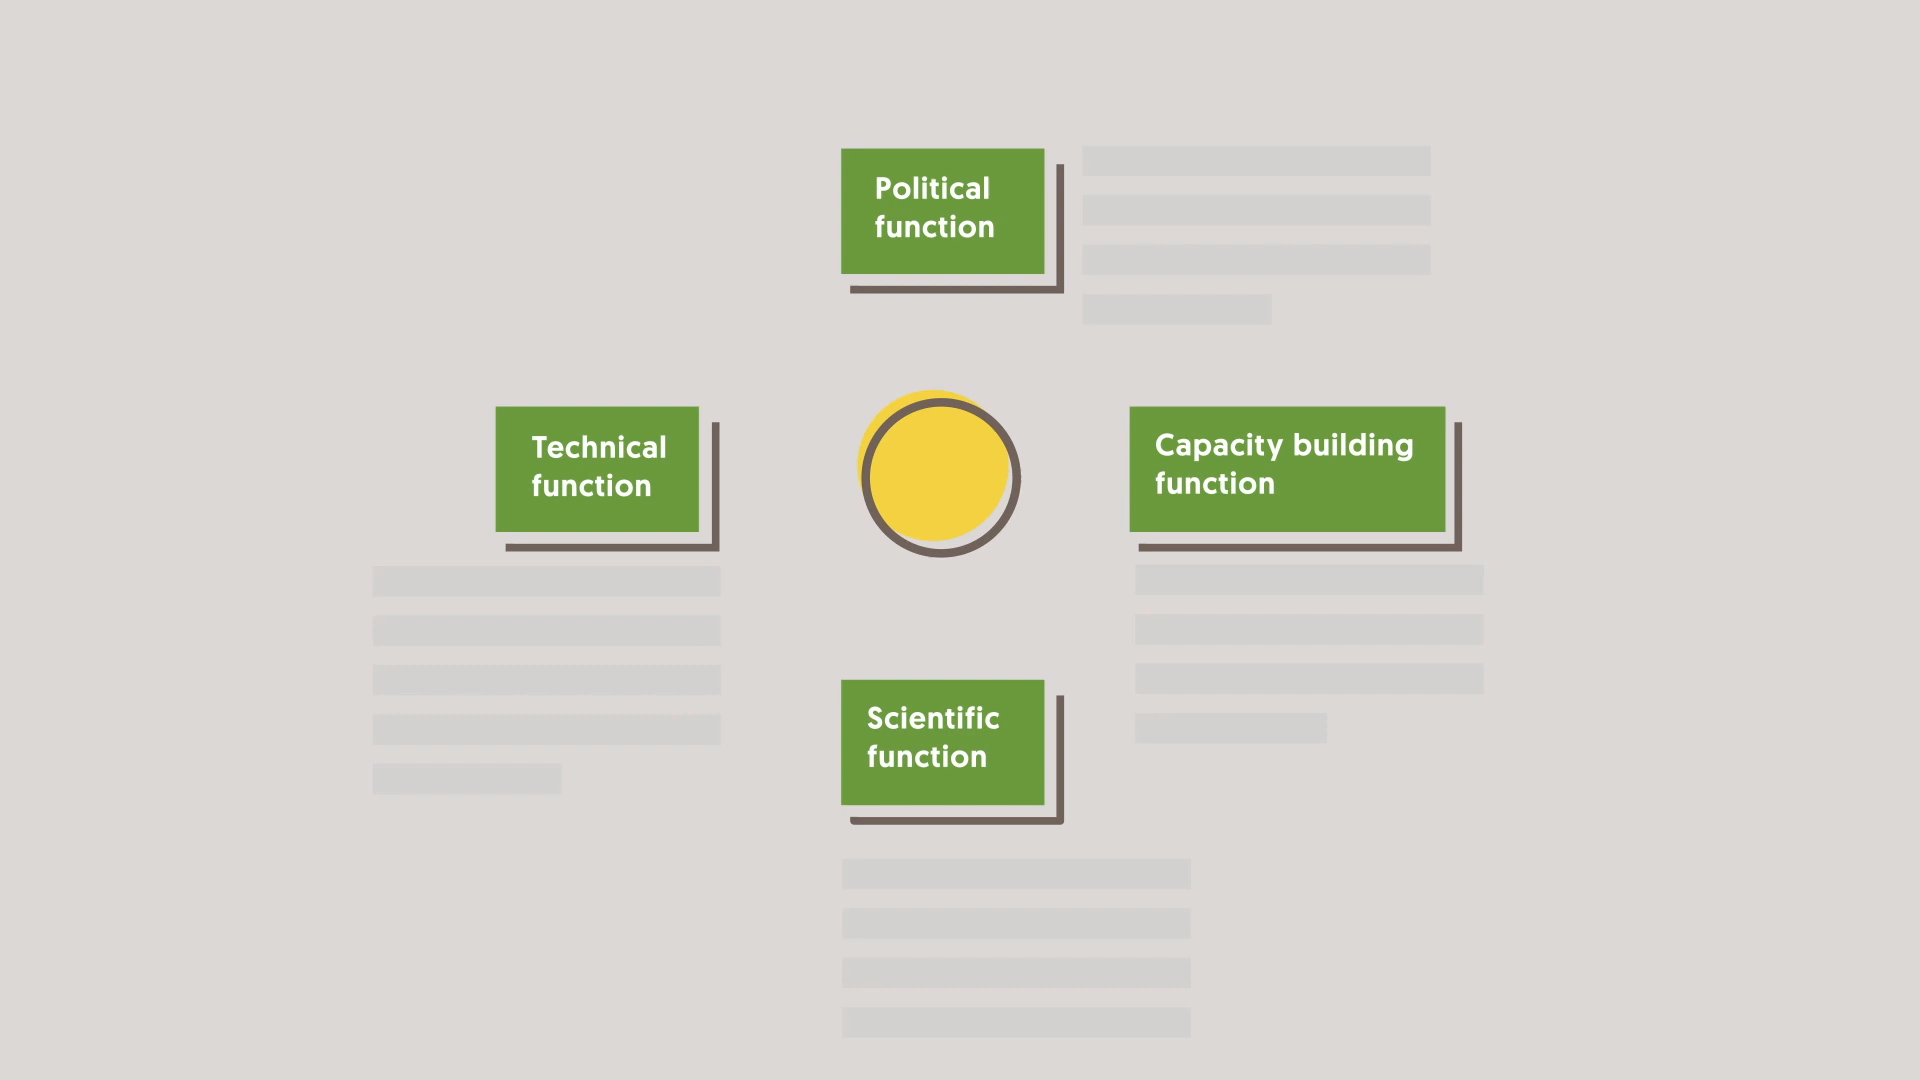 Political
function
Technical
function
Capacity building
function
Scientific
function